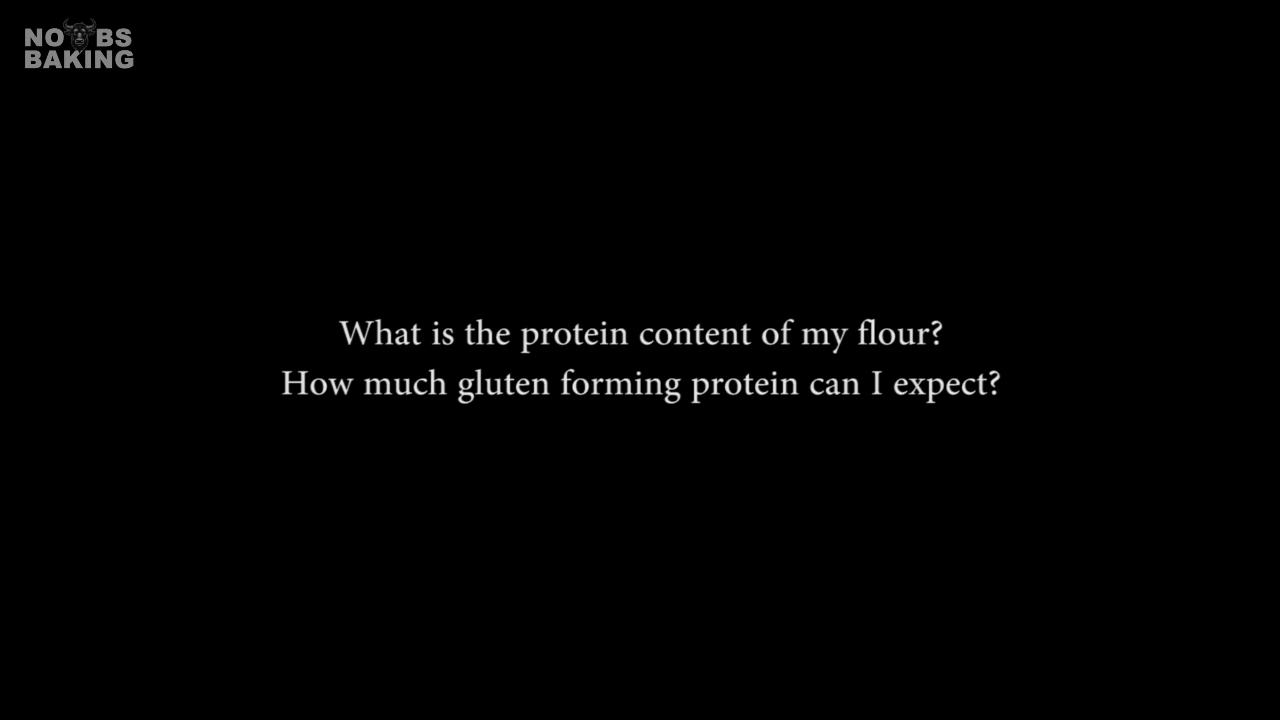 NO BS
BAKING
What is the protein content of my flour?
How much gluten forming protein can I expect?